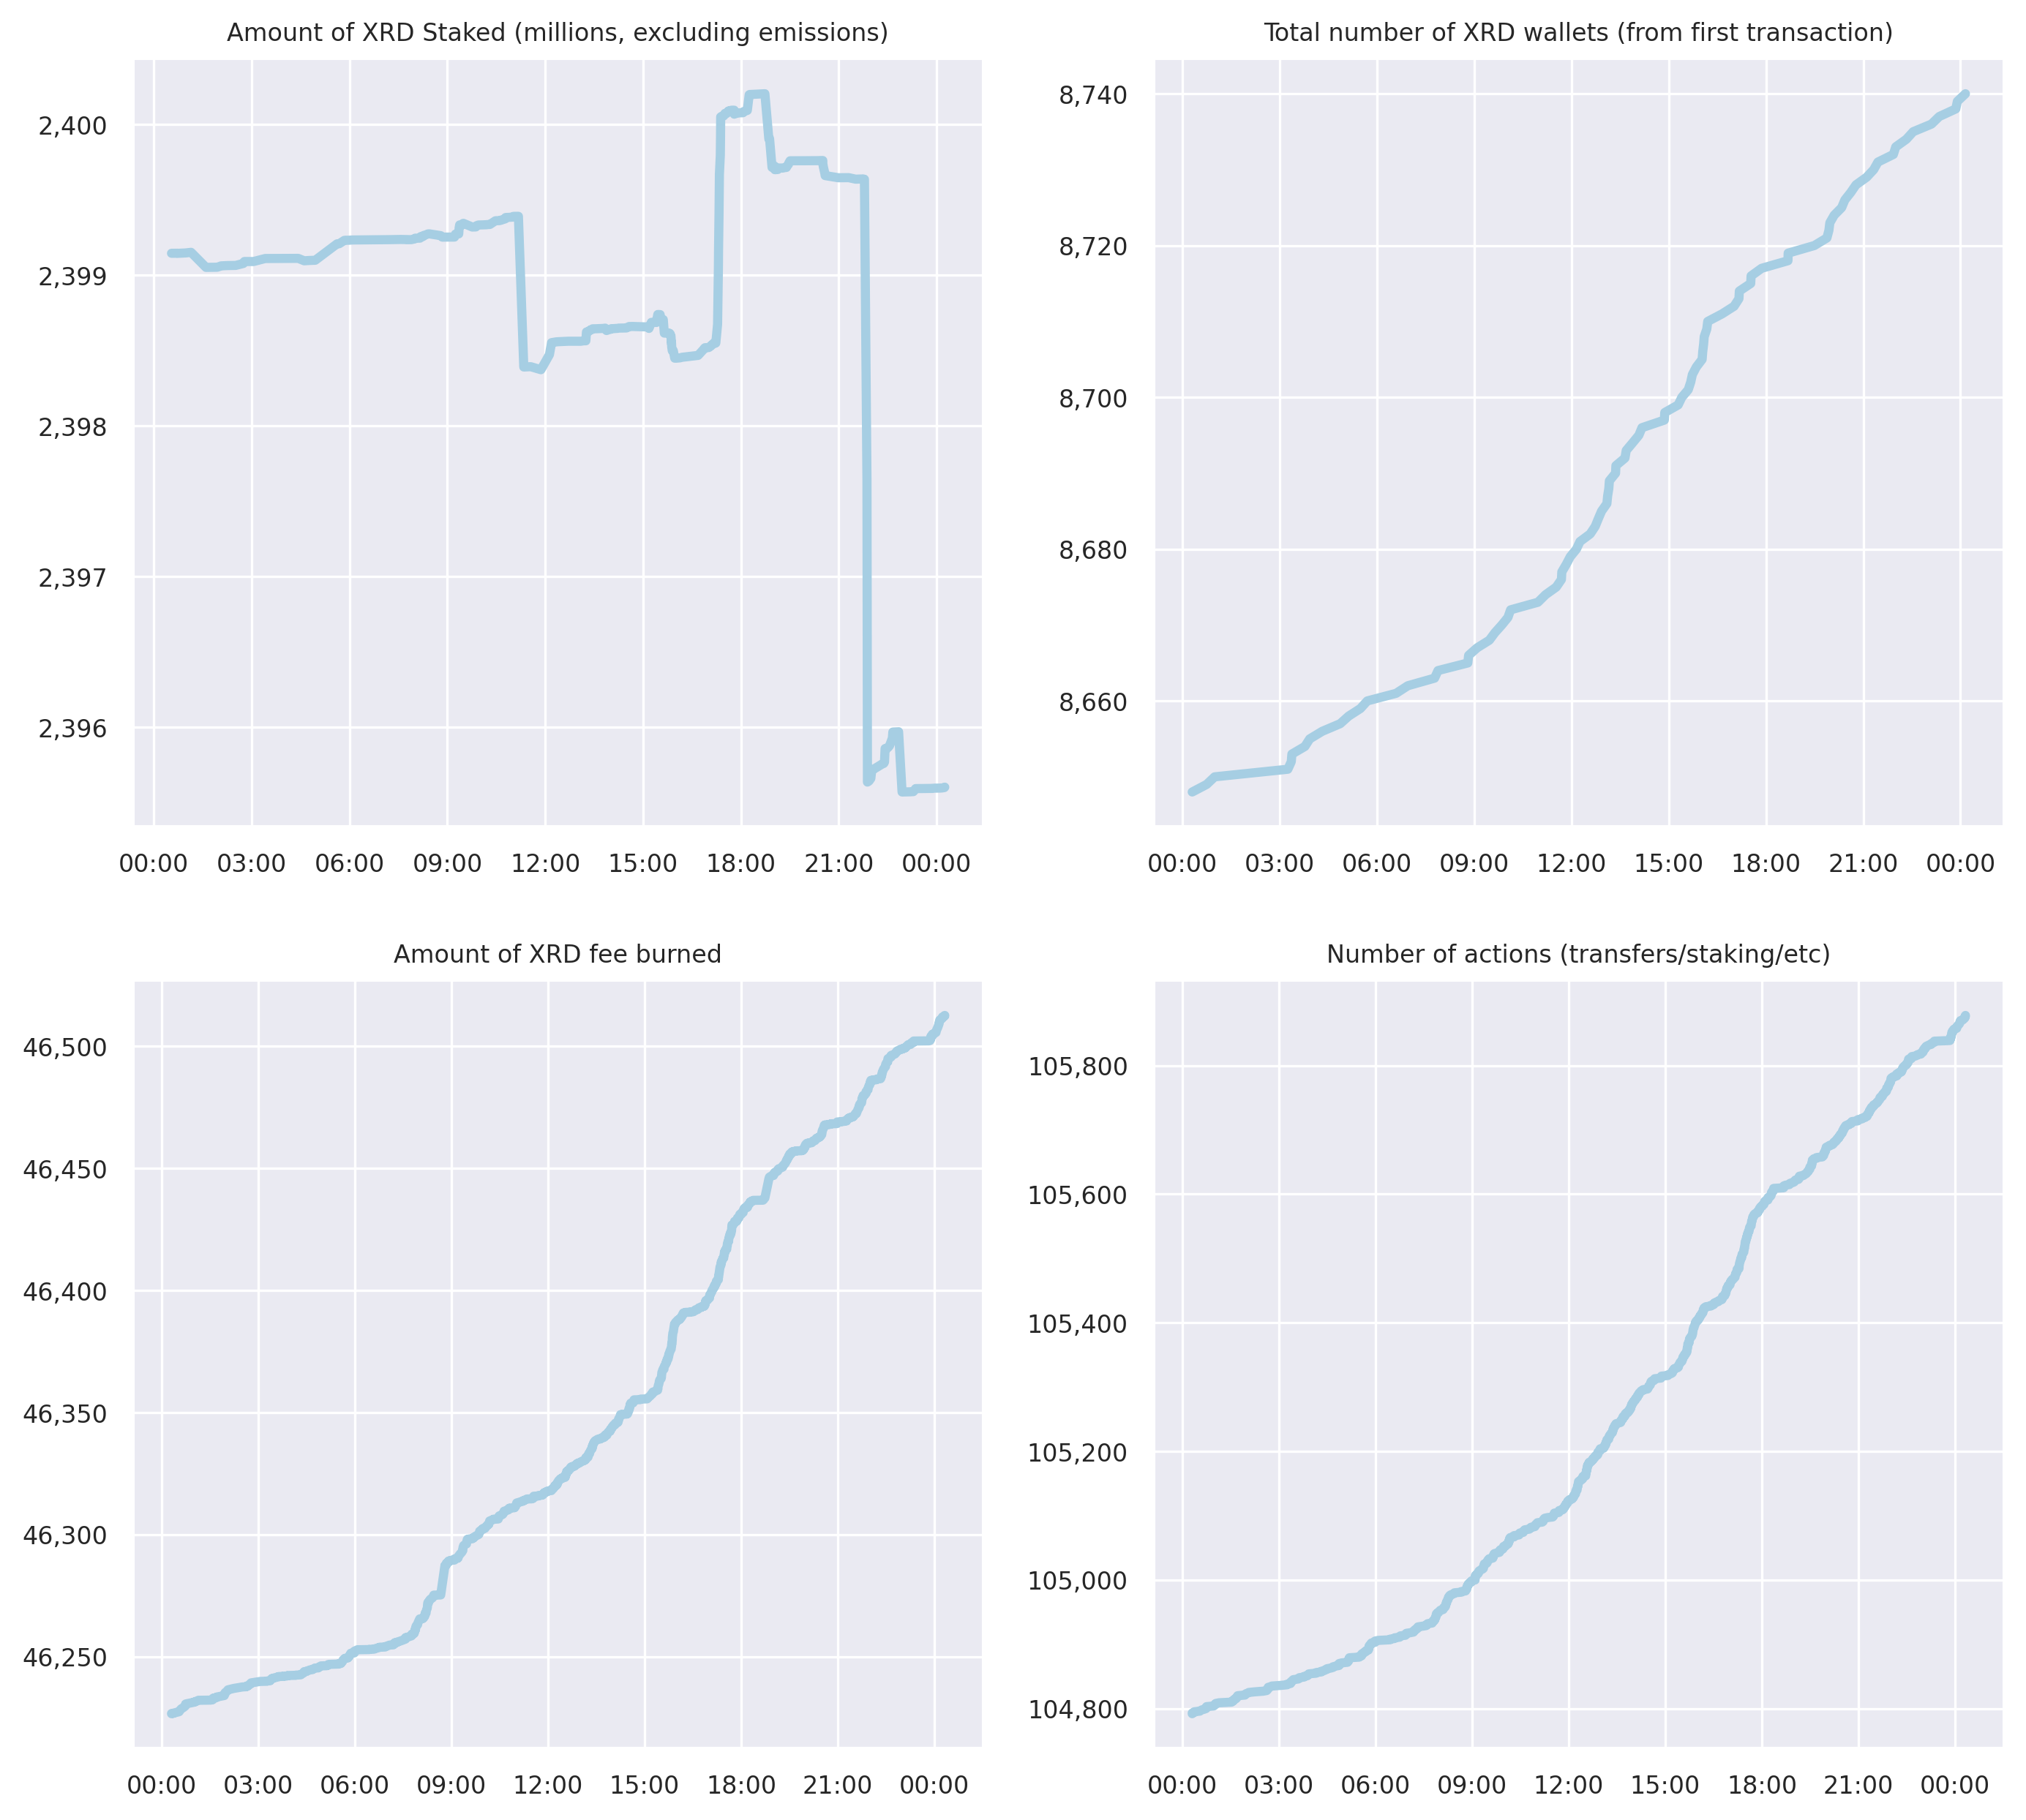 Amount of XRD Staked (millions, excluding emissions)
2,400
2,399
2,398
2,397
2,396
00:00 03:00 06:00 09:00 12:00 15:00 18:00 21:00 00:00
Total number of XRD wallets (from first transaction)
8,740
8,720
8,700
8,680
8,660
00:00 03:00 06:00 09:00 12:00 15:00 18:00 21:00 00:00
Amount of XRD fee burned
46,500
46,450
46,400
46,350
46,300
46,250
00:00 03:00 06:00 09:00 12:00 15:00 18:00 21:00 00:00
Number of actions (transfers/staking/etc)
105,800
105,600
105,400
105,200
105,000
104,800
00:00 03:00 06:00 09:00 12:00 15:00 18:00 21:00 00:00